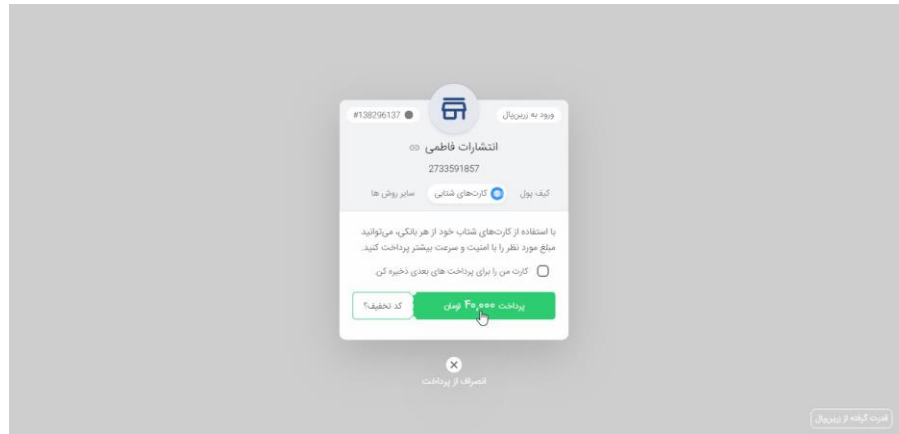 ورود به زرین‌پال
#138296137
انتشارات فاطمی
2733591857
کیف پول
کارت‌های شتابی
سایر روش ها
با استفاده از کارت‌های شتاب خود از هر بانکی، می‌توانید
مبلغ مورد نظر را با امنیت و سرعت بیشتر پرداخت کنید.
کارت من را برای پرداخت های بعدی ذخیره کن.
پرداخت ۴۰,۰۰۰ تومان
کد تخفیف؟
انصراف از پرداخت
قدرت گرفته از زرین‌پال